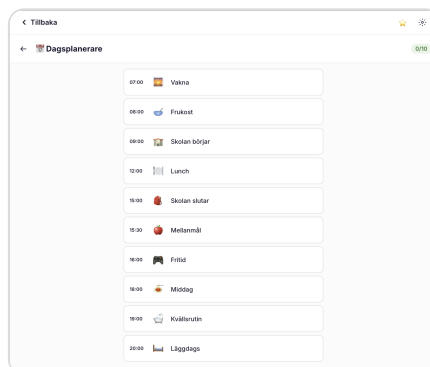 Tillbaka
Dagsplanerare
0/10
07:00 Vakna
08:00 Frukost
09:00 Skolan börjar
12:00 Lunch
15:00 Skolan slutar
15:30 Mellanmål
16:00 Fritid
18:00 Middag
19:00 Kvällsrutin
20:00 Läggdags